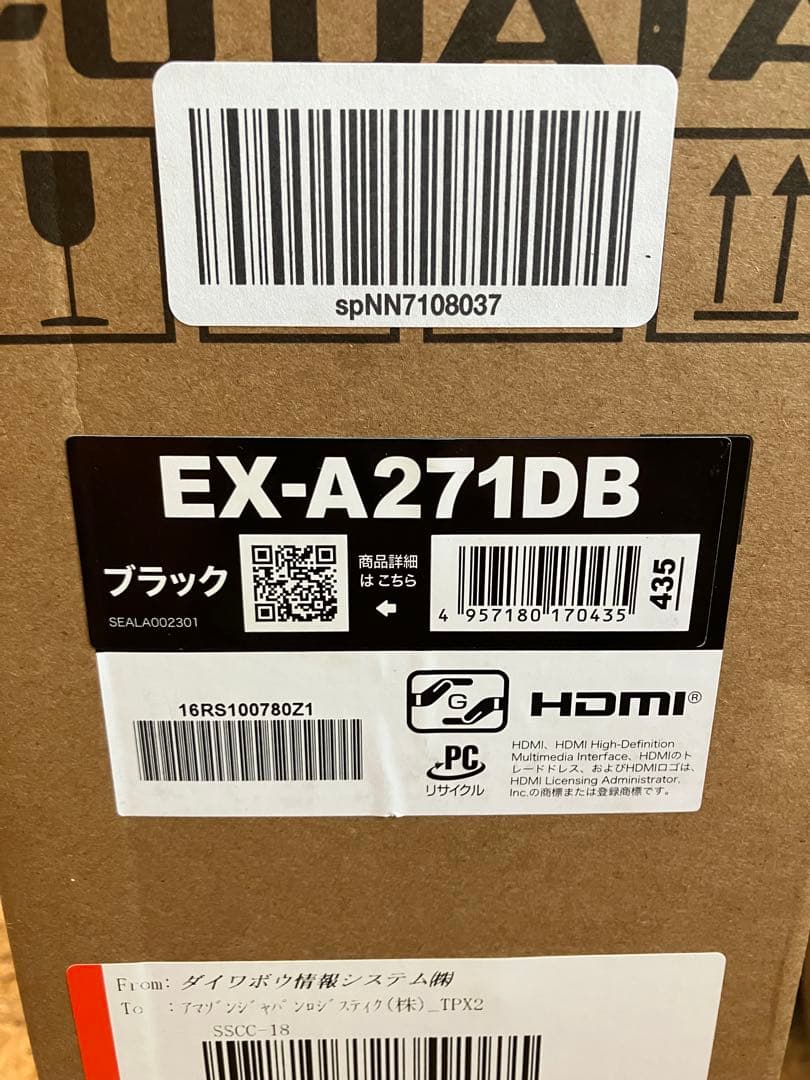 spNN7108037
EX-A271DB
ブラック
商品詳細
は こちら
SEALA002301
4 957180 170435
435
16RS100780Z1
G
HDMI®
PC
リサイクル
HDMI、HDMI High-Definition
Multimedia Interface、HDMIのト
レードドレス、およびHDMIロゴは、
HDMI Licensing Administrator,
Inc.の商標または登録商標です。
From: ダイワボウ情報システム㈱
To :アマゾンジャパンロジスティク(株)_TPX2
SSCC-18